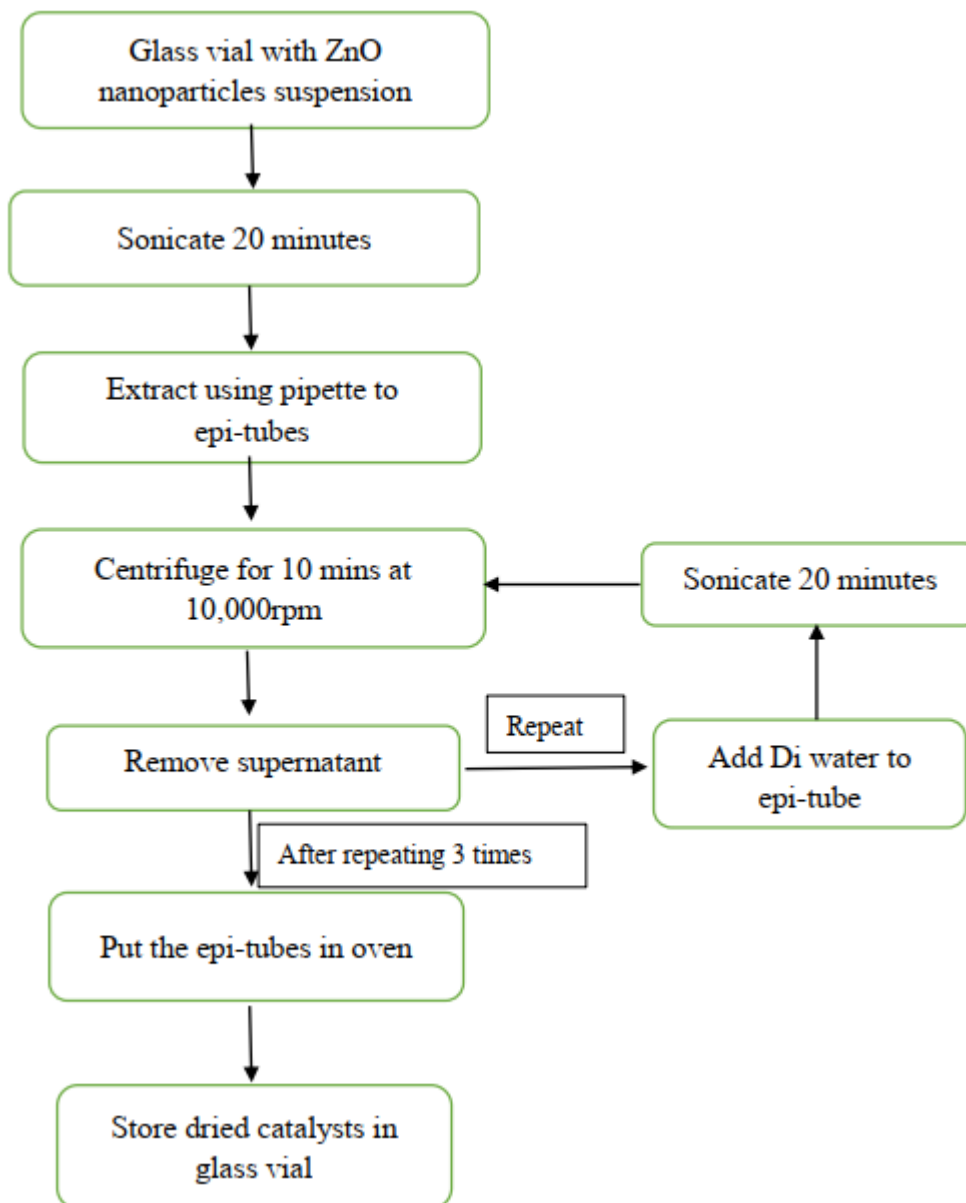 Glass vial with ZnO
nanoparticles suspension
Sonicate 20 minutes
Extract using pipette to
epi-tubes
Centrifuge for 10 mins at
10,000rpm
Sonicate 20 minutes
Remove supernatant
Repeat
Add Di water to
epi-tube
After repeating 3 times
Put the epi-tubes in oven
Store dried catalysts in
glass vial